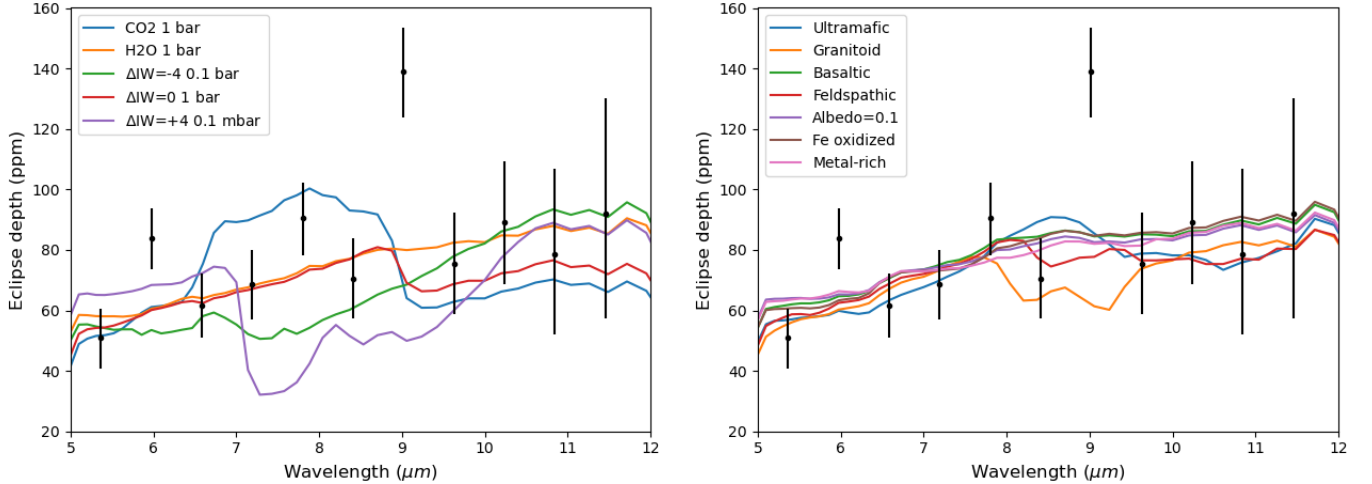 160
140
120
100
80
60
40
20
Eclipse depth (ppm)
CO2 1 bar
H2O 1 bar
ΔIW=-4 0.1 bar
ΔIW=0 1 bar
ΔIW=+4 0.1 mbar
5 6 7 8 9 10 11 12
Wavelength (μm)
160
140
120
100
80
60
40
20
Eclipse depth (ppm)
Ultramafic
Granitoid
Basaltic
Feldspathic
Albedo=0.1
Fe oxidized
Metal-rich
5 6 7 8 9 10 11 12
Wavelength (μm)